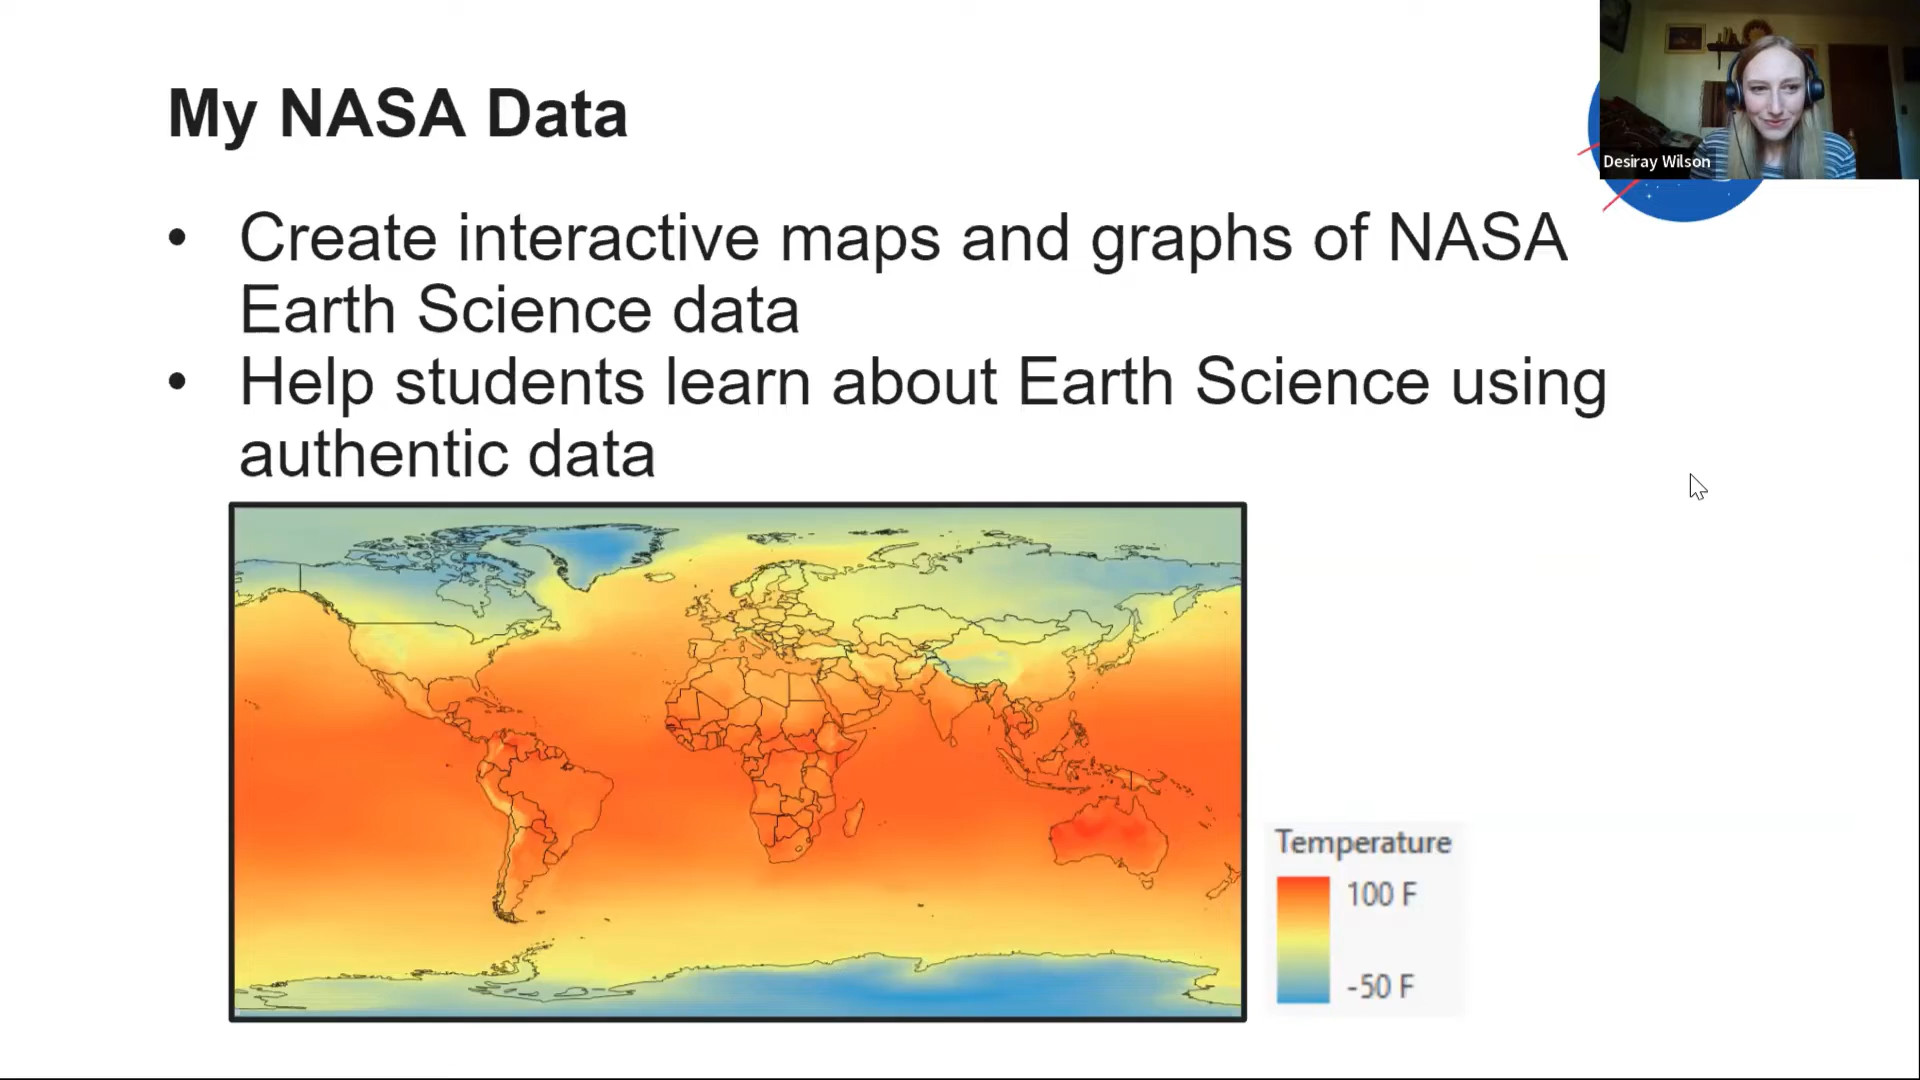 My NASA Data
Desiray Wilson
• Create interactive maps and graphs of NASA
Earth Science data
• Help students learn about Earth Science using
authentic data
Temperature
100 F
-50 F